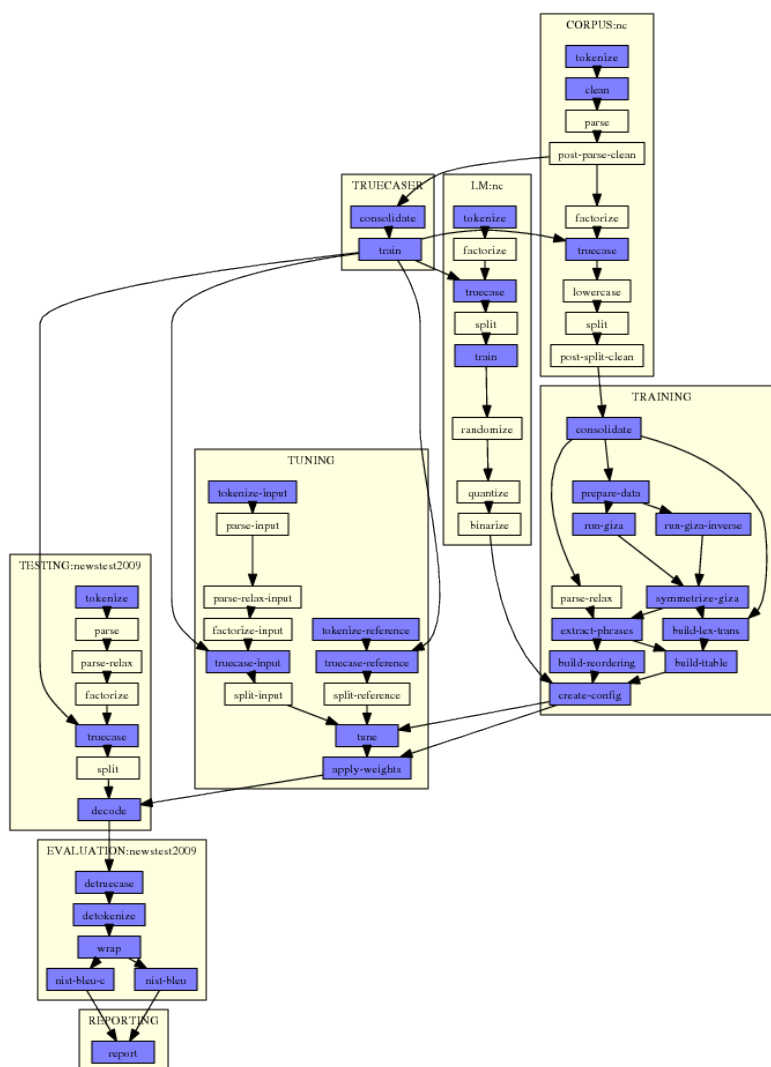 CORPUS:nc
tokenize
clean
parse
post-parse-clean
factorize
truecase
lowercase
split
post-split-clean
TRUECASER
consolidate
train
LM:nc
tokenize
factorize
truecase
split
train
randomize
quantize
binarize
TRAINING
consolidate
prepare-data
run-giza
run-giza-inverse
parse-relax
symmetrize-giza
extract-phrases
build-lex-trans
build-reordering
build-ttable
create-config
TUNING
tokenize-input
parse-input
parse-relax-input
factorize-input
tokenize-reference
truecase-input
truecase-reference
split-input
split-reference
tune
apply-weights
TESTING:newstest2009
tokenize
parse
parse-relax
factorize
truecase
split
decode
EVALUATION:newstest2009
detruecase
detokenize
wrap
nist-bleu-c
nist-bleu
REPORTING
report